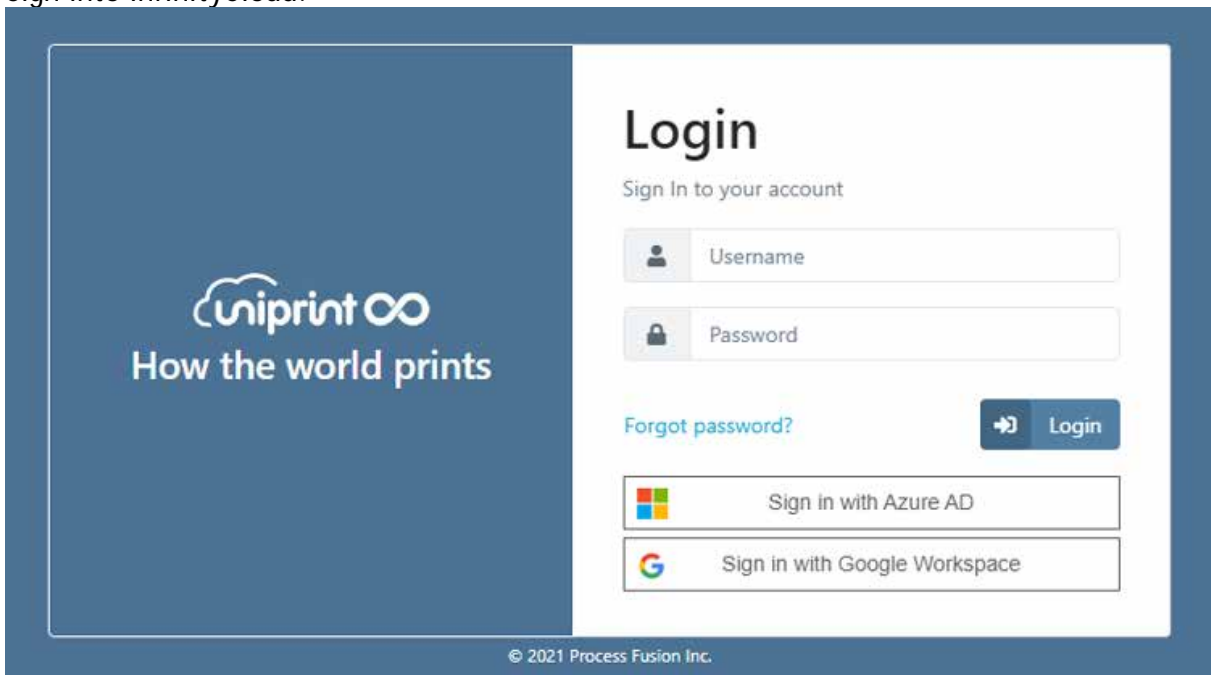 uniprint
How the world prints
Login
Sign In to your account
Username
Password
Forgot password?
Login
Sign in with Azure AD
Sign in with Google Workspace
© 2021 Process Fusion Inc.